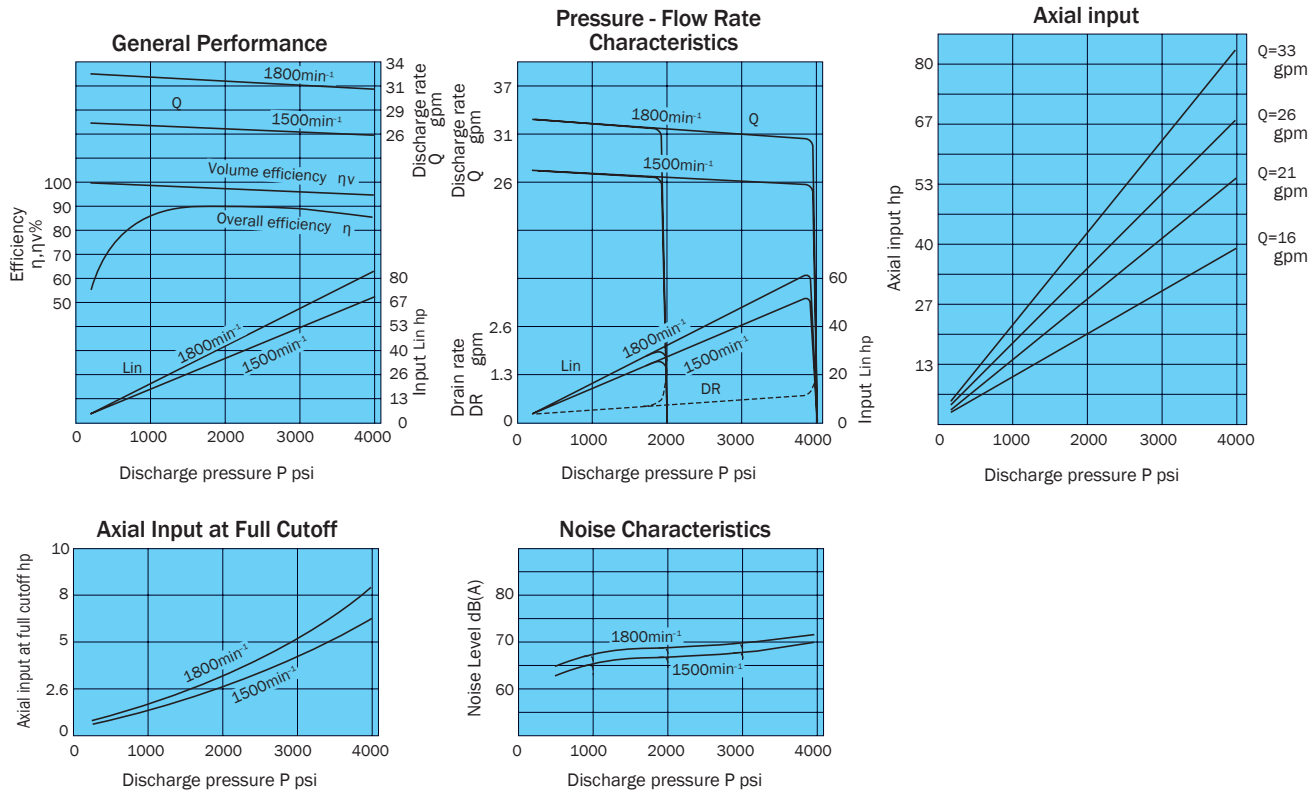 General Performance
34
31
29
26
Discharge rate
Q gpm
1800min-1
Q
1500min-1
Volume efficiency ηv
Overall efficiency η
100
90
80
70
60
50
Efficiency
η,ηv%
80
67
53
40
26
13
0
Input Lin hp
Lin
1800min-1
1500min-1
0
1000
2000
3000
4000
Discharge pressure P psi
Pressure - Flow Rate
Characteristics
37
31
26
Discharge rate
Q gpm
1800min-1
Q
1500min-1
2.6
1.3
0
Drain rate
DR gpm
60
40
20
0
Input Lin hp
Lin
1800min-1
1500min-1
DR
0
1000
2000
3000
4000
Discharge pressure P psi
Axial input
80
67
53
40
27
13
Axial input hp
Q=33
gpm
Q=26
gpm
Q=21
gpm
Q=16
gpm
0
1000
2000
3000
4000
Discharge pressure P psi
Axial Input at Full Cutoff
10
8
5
2.6
0
Axial input at full cutoff hp
1800min-1
1500min-1
0
1000
2000
3000
4000
Discharge pressure P psi
Noise Characteristics
80
70
60
Noise Level dB(A)
1800min-1
1500min-1
0
1000
2000
3000
4000
Discharge pressure P psi